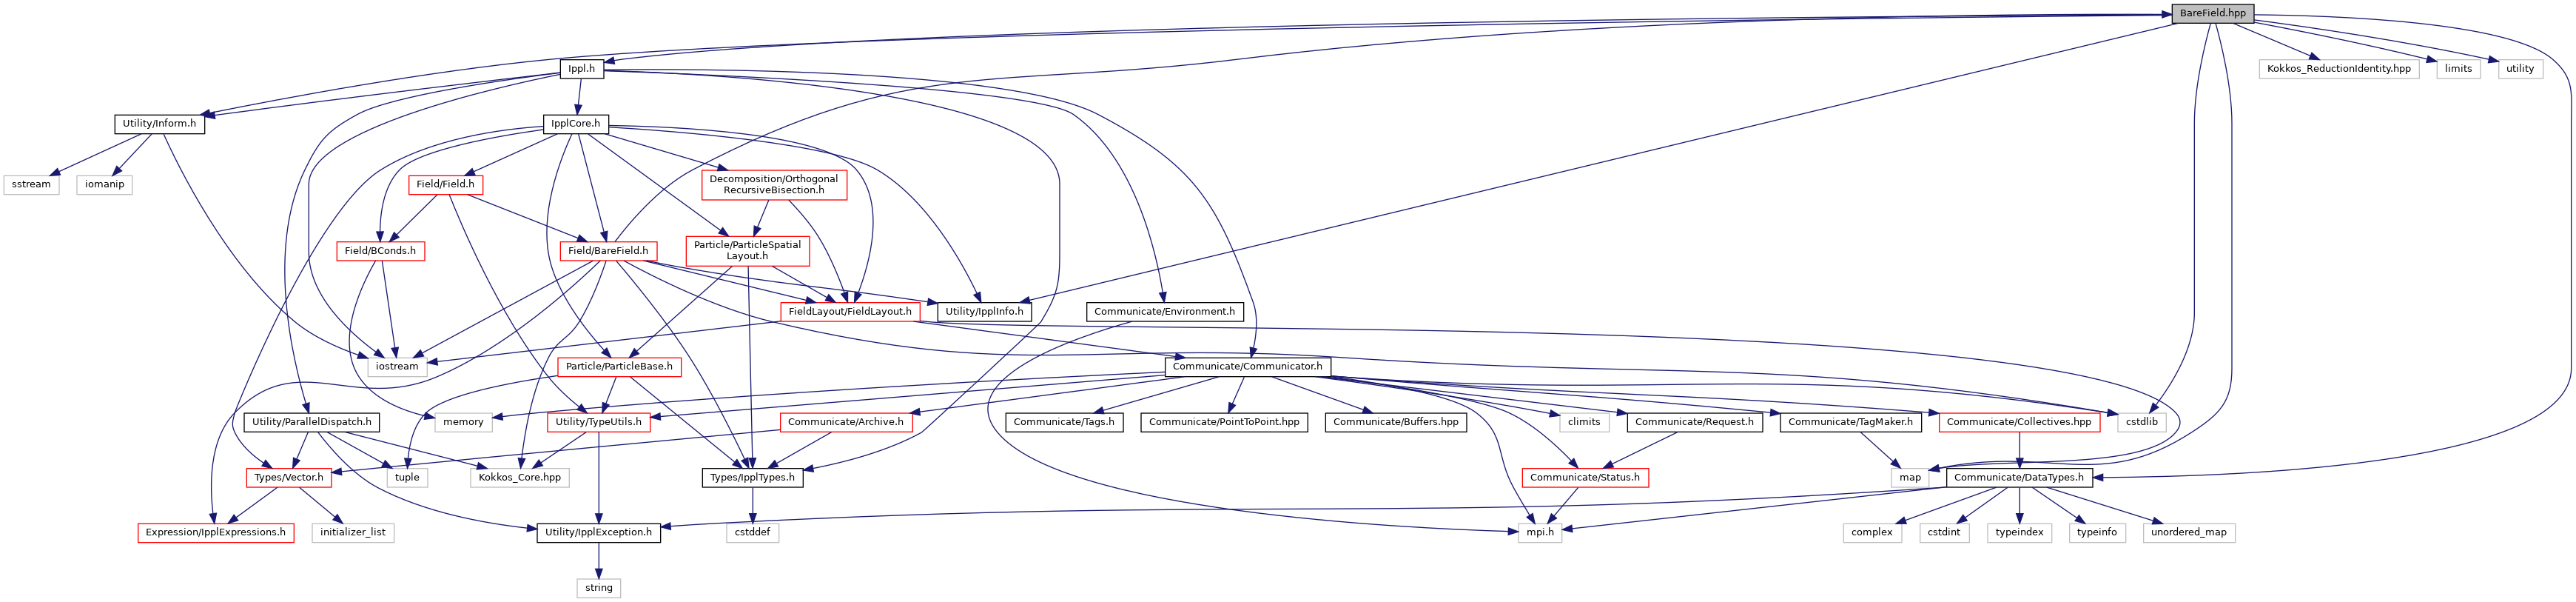 BareField.hpp
Ippl.h
Kokkos_ReductionIdentity.hpp
limits
utility
Utility/Inform.h
IpplCore.h
sstream
iomanip
Field/Field.h
Decomposition/Orthogonal
RecursiveBisection.h
Field/BConds.h
Field/BareField.h
Particle/ParticleSpatial
Layout.h
FieldLayout/FieldLayout.h
Utility/IpplInfo.h
Communicate/Environment.h
iostream
Particle/ParticleBase.h
Communicate/Communicator.h
Utility/ParallelDispatch.h
memory
Utility/TypeUtils.h
Communicate/Archive.h
Communicate/Tags.h
Communicate/PointToPoint.hpp
Communicate/Buffers.hpp
climits
Communicate/Request.h
Communicate/TagMaker.h
Communicate/Collectives.hpp
cstdlib
Types/Vector.h
tuple
Kokkos_Core.hpp
Types/IpplTypes.h
Communicate/Status.h
map
Communicate/DataTypes.h
Expression/IpplExpressions.h
initializer_list
Utility/IpplException.h
cstddef
mpi.h
complex
cstdint
typeindex
typeinfo
unordered_map
string